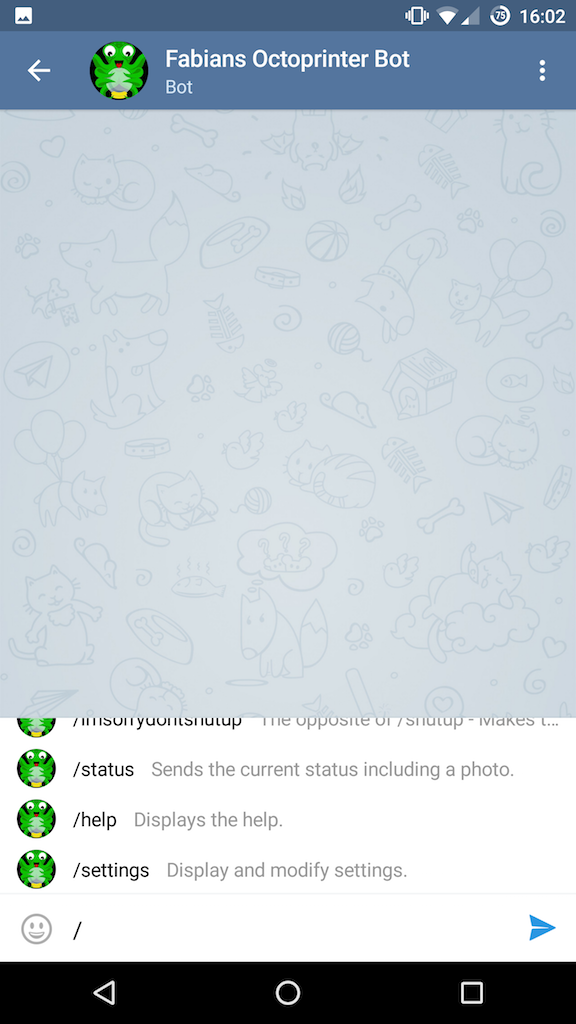 75 16:02
Fabians Octoprinter Bot
Bot
/imsorrydontshutup The opposite of /shutup - Makes t...
/status Sends the current status including a photo.
/help Displays the help.
/settings Display and modify settings.
/